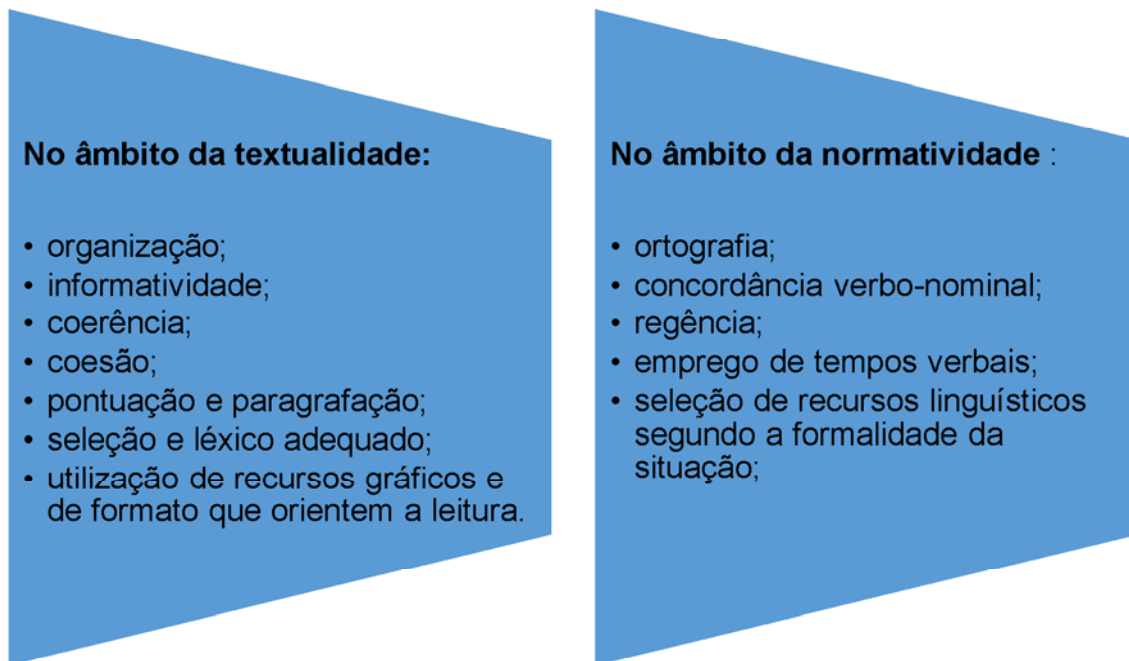 No âmbito da textualidade:
• organização;
• informatividade;
• coerência;
• coesão;
• pontuação e paragrafação;
• seleção e léxico adequado;
• utilização de recursos gráficos e
de formato que orientem a leitura.
No âmbito da normatividade :
• ortografia;
• concordância verbo-nominal;
• regência;
• emprego de tempos verbais;
• seleção de recursos linguísticos
segundo a formalidade da
situação;